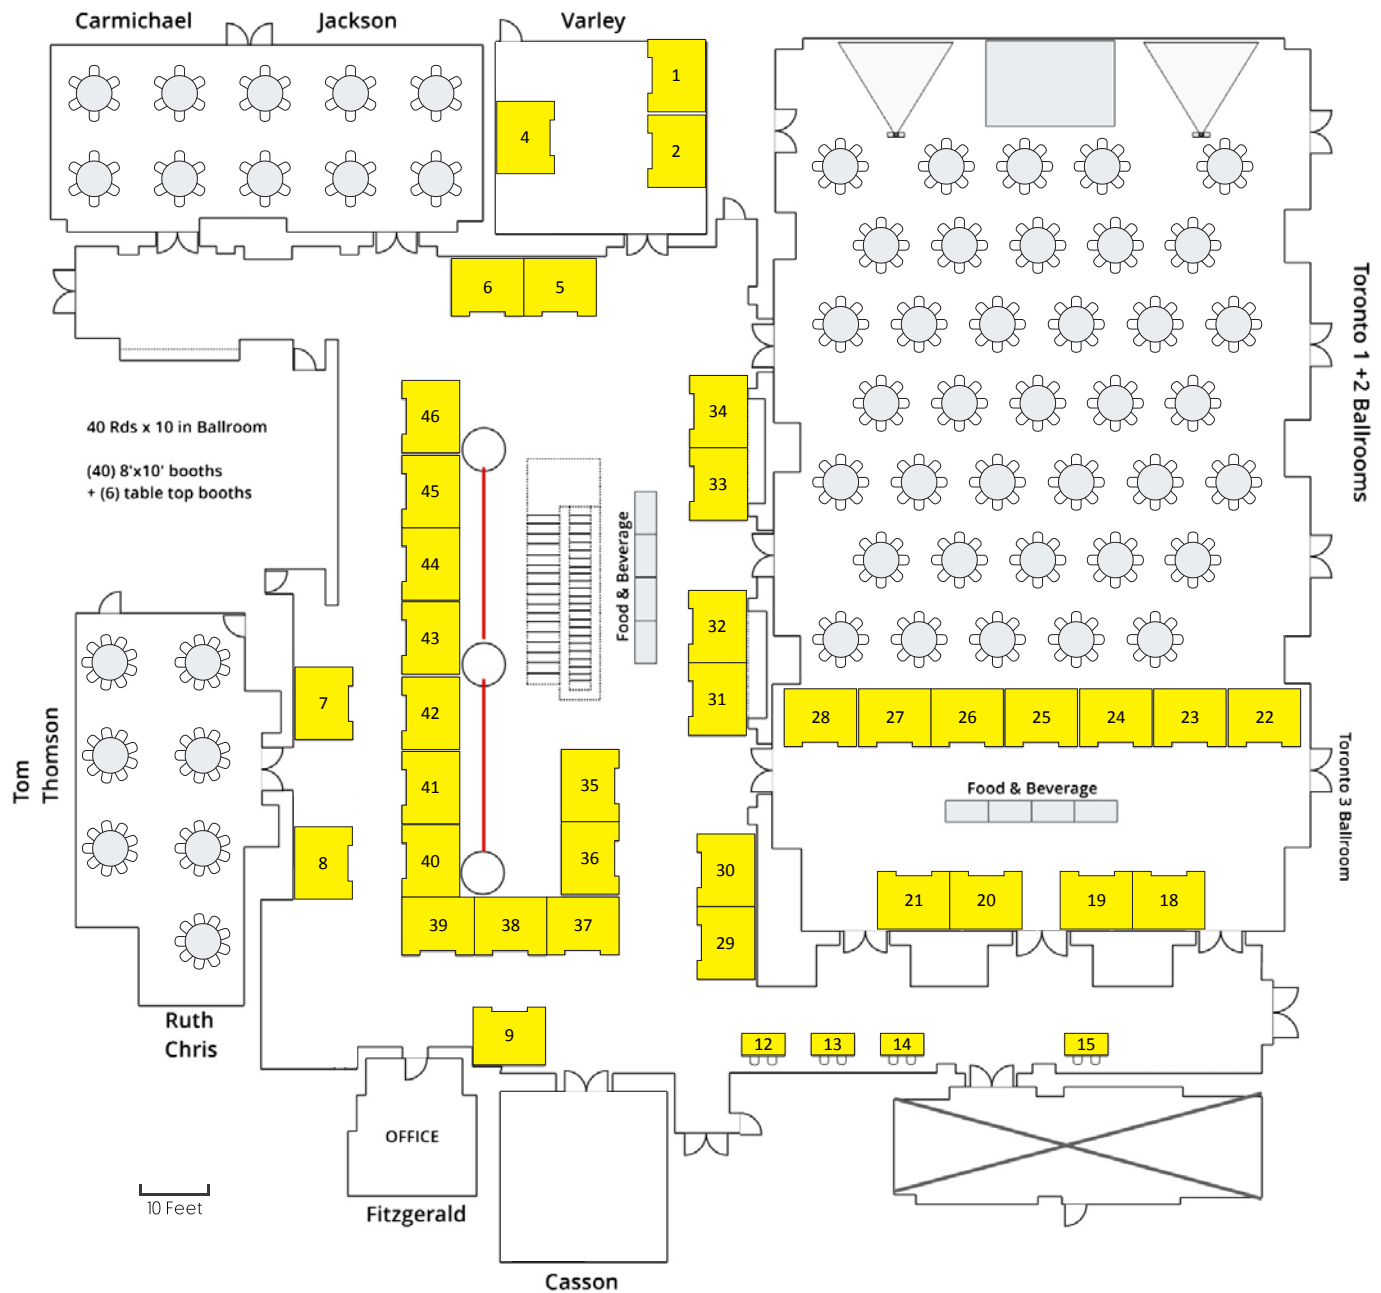 Carmichael
Jackson
Varley
1
4
2
6
5
34
33
46
45
44
43
42
41
40
39
38
37
35
36
40 Rds x 10 in Ballroom
(40) 8'x10' booths
+ (6) table top booths
Food & Beverage
32
31
Toronto 1 +2 Ballrooms
28
27
26
25
24
23
22
Food & Beverage
Toronto 3 Ballroom
21
20
19
18
30
29
7
8
Tom
Thomson
Ruth
Chris
9
12
13
14
15
OFFICE
Fitzgerald
Casson
10 Feet